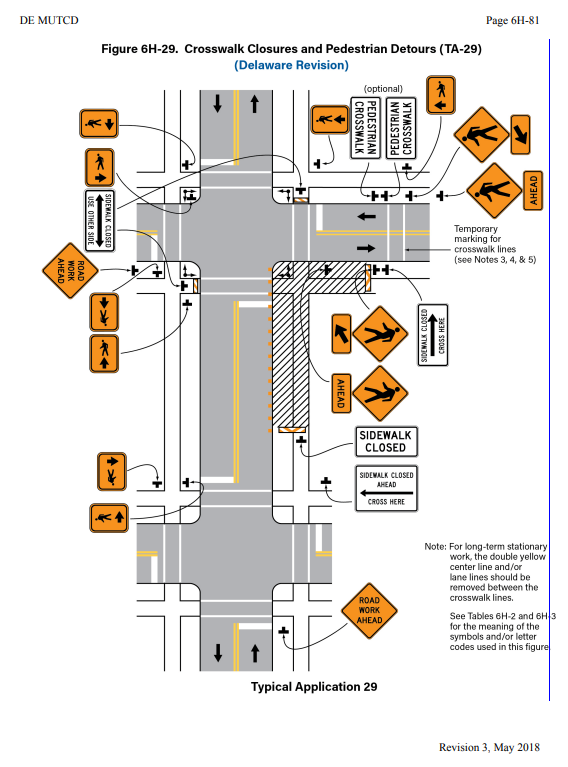 DE MUTCD
Page 6H-81
Figure 6H-29. Crosswalk Closures and Pedestrian Detours (TA-29)
(Delaware Revision)
(optional)
PEDESTRIAN
CROSSWALK
PEDESTRIAN
CROSSWALK
AHEAD
SIDEWALK CLOSED
USE OTHER SIDE
Temporary
marking for
crosswalk lines
(see Notes 3, 4, & 5)
ROAD
WORK
AHEAD
SIDEWALK CLOSED
CROSS HERE
AHEAD
SIDEWALK
CLOSED
SIDEWALK CLOSED
AHEAD
CROSS HERE
Note: For long-term stationary
work, the double yellow
center line and/or
lane lines should be
removed between the
crosswalk lines.
ROAD
WORK
AHEAD
See Tables 6H-2 and 6H-3
for the meaning of the
symbols and/or letter
codes used in this figure
Typical Application 29
Revision 3, May 2018